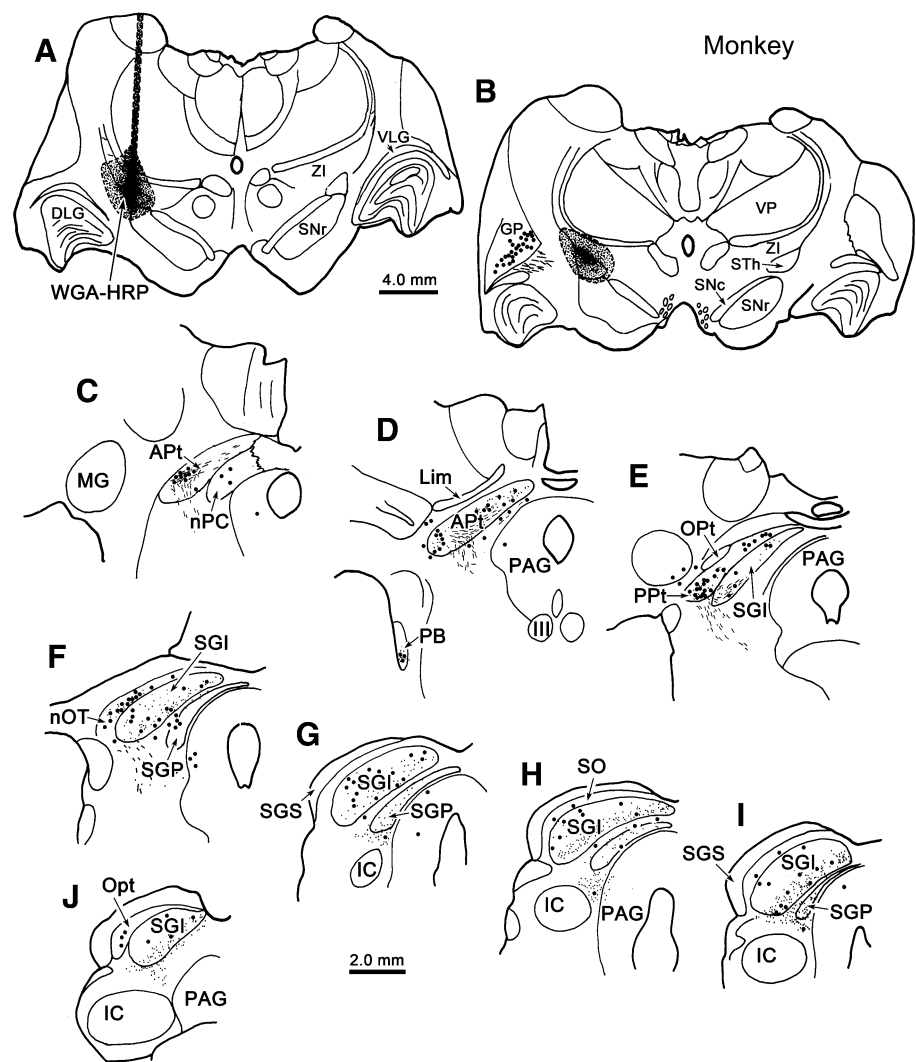 Monkey
A
VLG
ZI
DLG
SNr
WGA-HRP
4.0 mm
B
GP
VP
ZI
STh
SNc
SNr
C
APt
MG
nPC
D
Lim
APt
PAG
III
PB
E
OPt
PAG
PPt
SGI
F
SGI
nOT
SGP
G
SGI
SGS
SGP
IC
H
SO
SGI
IC
PAG
I
SGS
SGI
SGP
IC
J
Opt
SGI
IC
PAG
2.0 mm